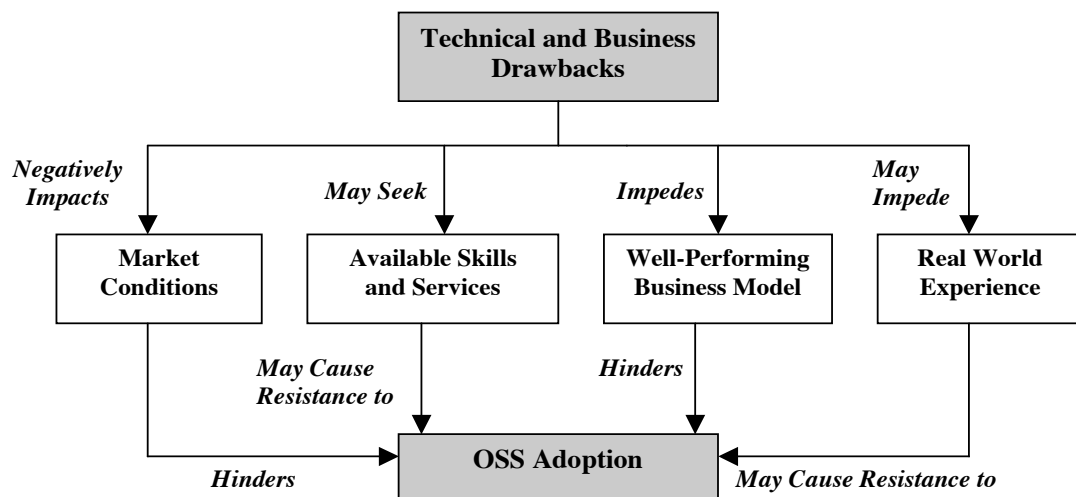 Technical and Business
Drawbacks
Negatively
Impacts
May Seek
Impedes
May
Impede
Market
Conditions
Available Skills
and Services
Well-Performing
Business Model
Real World
Experience
May Cause
Resistance to
Hinders
OSS Adoption
Hinders
May Cause Resistance to